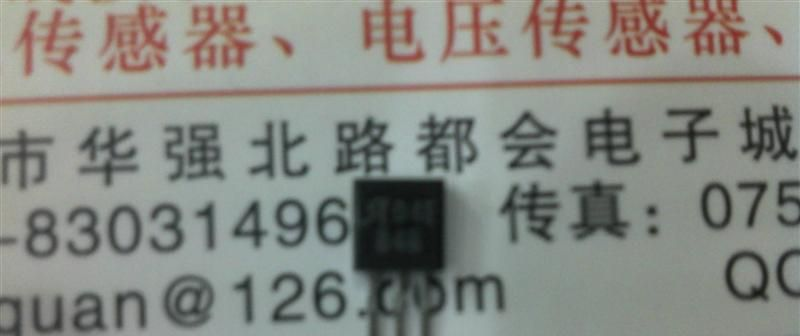 传感器、电压传感器、
市华强北路都会电子城
-83031496 传真：075
quan@126.com QQ